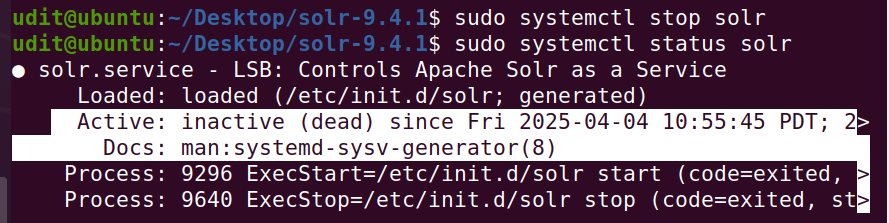 udit@ubuntu:~/Desktop/solr-9.4.1$ sudo systemctl stop solr
udit@ubuntu:~/Desktop/solr-9.4.1$ sudo systemctl status solr
● solr.service - LSB: Controls Apache Solr as a Service
Loaded: loaded (/etc/init.d/solr; generated)
Active: inactive (dead) since Fri 2025-04-04 10:55:45 PDT; 2>
Docs: man:systemd-sysv-generator(8)
Process: 9296 ExecStart=/etc/init.d/solr start (code=exited, >
Process: 9640 ExecStop=/etc/init.d/solr stop (code=exited, st>